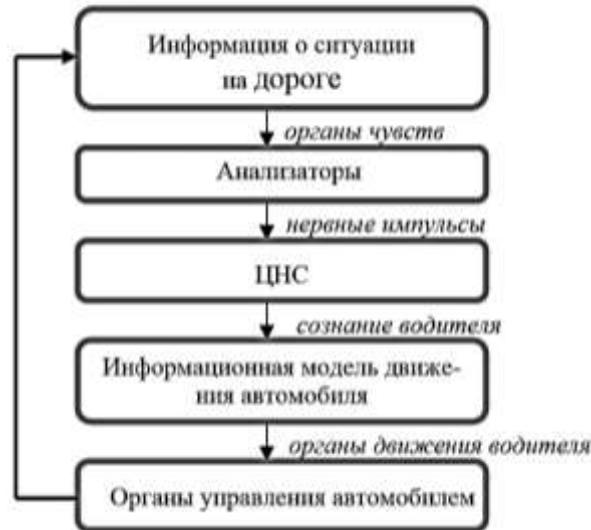 Информация о ситуации
на дороге
органы чувств
Анализаторы
нервные импульсы
ЦНС
сознание водителя
Информационная модель движе-
ния автомобиля
органы движения водителя
Органы управления автомобилем